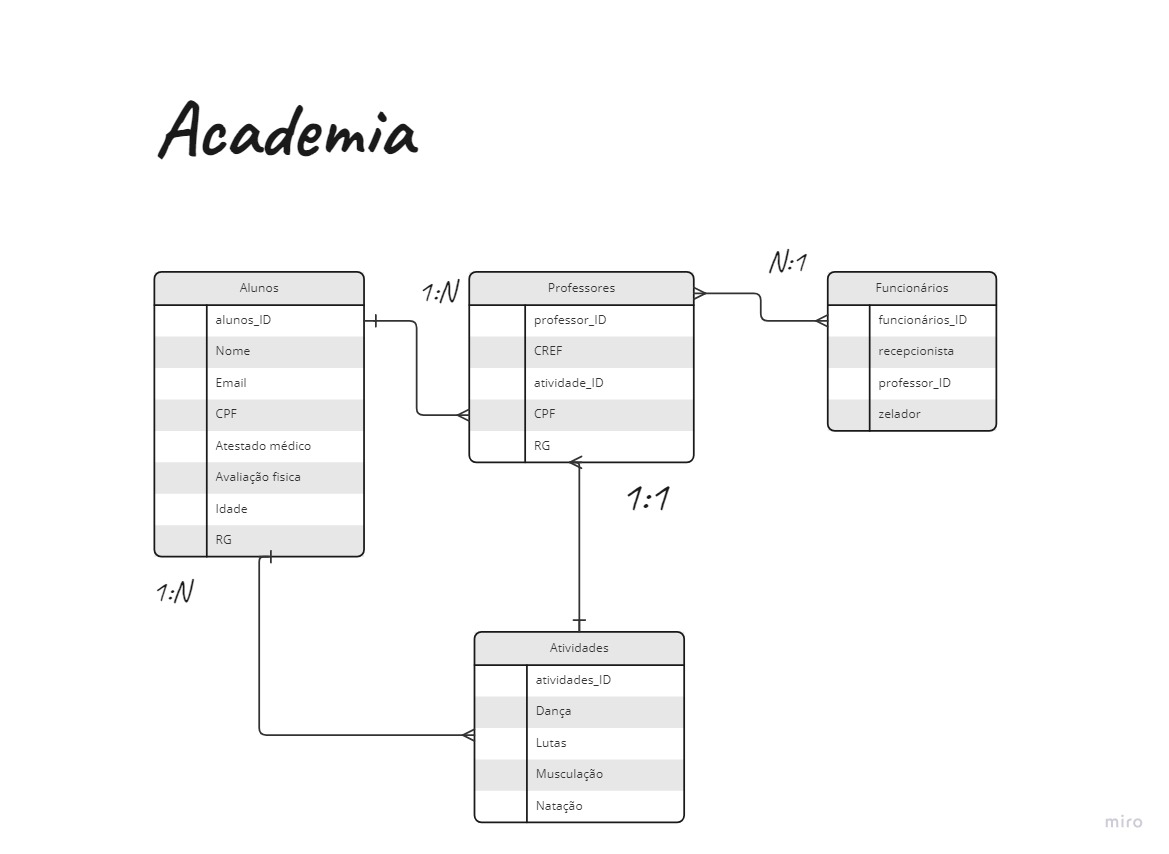 Academia
1:N
N:1
Alunos
alunos_ID
Nome
Email
CPF
Atestado médico
Avaliação fisica
Idade
RG
Professores
professor_ID
CREF
atividade_ID
CPF
RG
Funcionários
funcionários_ID
recepcionista
professor_ID
zelador
1:1
1:N
Atividades
atividades_ID
Dança
Lutas
Musculação
Natação
miro